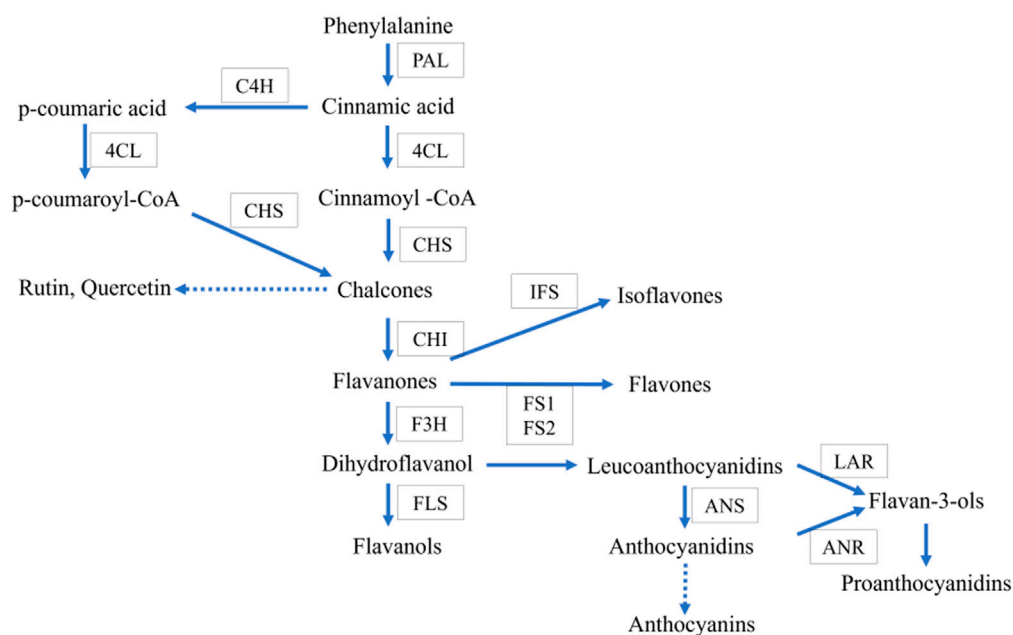 Phenylalanine
PAL
C4H
p-coumaric acid
Cinnamic acid
4CL
4CL
p-coumaroyl-CoA
Cinnamoyl -CoA
CHS
CHS
Rutin, Quercetin
Chalcones
IFS
Isoflavones
CHI
Flavanones
Flavones
FS1
FS2
F3H
Dihydroflavanol
Leucoanthocyanidins
LAR
FLS
ANS
Flavan-3-ols
Flavanols
Anthocyanidins
ANR
Proanthocyanidins
Anthocyanins